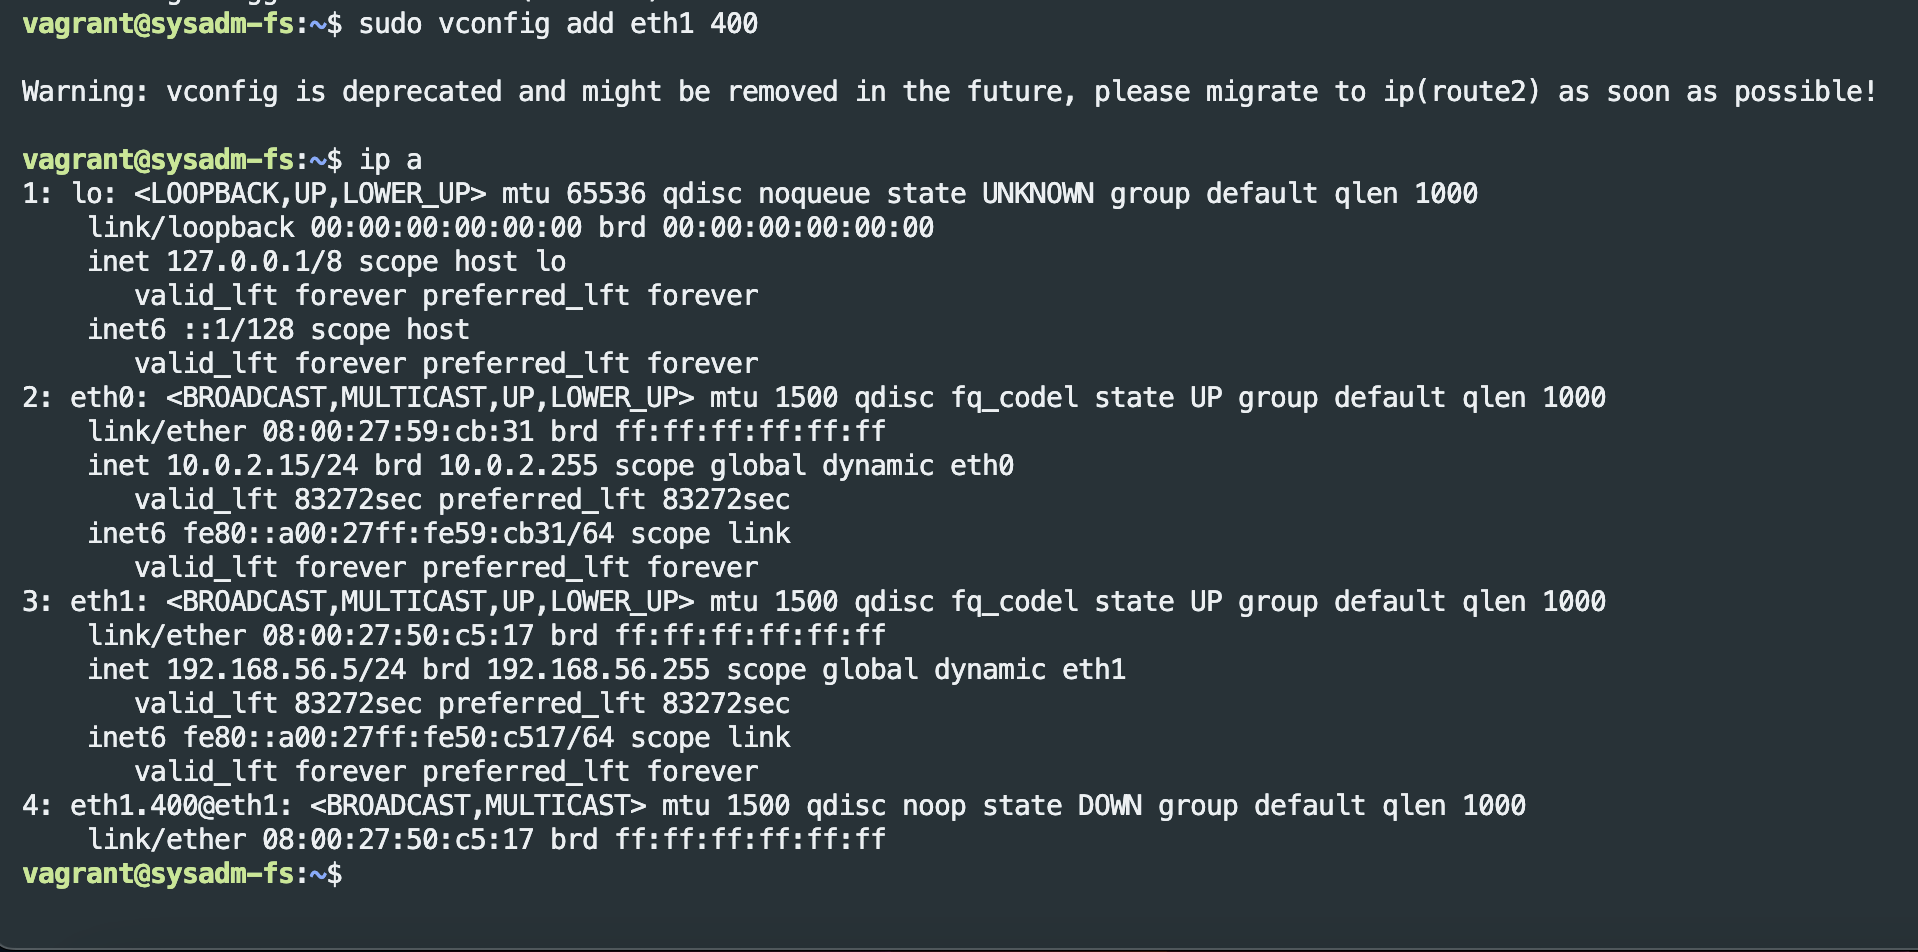 vagrant@sysadm-fs:~$ sudo vconfig add eth1 400
Warning: vconfig is deprecated and might be removed in the future, please migrate to ip(route2) as soon as possible!
vagrant@sysadm-fs:~$ ip a
1: lo: <LOOPBACK,UP,LOWER_UP> mtu 65536 qdisc noqueue state UNKNOWN group default qlen 1000
    link/loopback 00:00:00:00:00:00 brd 00:00:00:00:00:00
    inet 127.0.0.1/8 scope host lo
       valid_lft forever preferred_lft forever
    inet6 ::1/128 scope host
       valid_lft forever preferred_lft forever
2: eth0: <BROADCAST,MULTICAST,UP,LOWER_UP> mtu 1500 qdisc fq_codel state UP group default qlen 1000
    link/ether 08:00:27:59:cb:31 brd ff:ff:ff:ff:ff:ff
    inet 10.0.2.15/24 brd 10.0.2.255 scope global dynamic eth0
       valid_lft 83272sec preferred_lft 83272sec
    inet6 fe80::a00:27ff:fe59:cb31/64 scope link
       valid_lft forever preferred_lft forever
3: eth1: <BROADCAST,MULTICAST,UP,LOWER_UP> mtu 1500 qdisc fq_codel state UP group default qlen 1000
    link/ether 08:00:27:50:c5:17 brd ff:ff:ff:ff:ff:ff
    inet 192.168.56.5/24 brd 192.168.56.255 scope global dynamic eth1
       valid_lft 83272sec preferred_lft 83272sec
    inet6 fe80::a00:27ff:fe50:c517/64 scope link
       valid_lft forever preferred_lft forever
4: eth1.400@eth1: <BROADCAST,MULTICAST> mtu 1500 qdisc noop state DOWN group default qlen 1000
    link/ether 08:00:27:50:c5:17 brd ff:ff:ff:ff:ff:ff
vagrant@sysadm-fs:~$